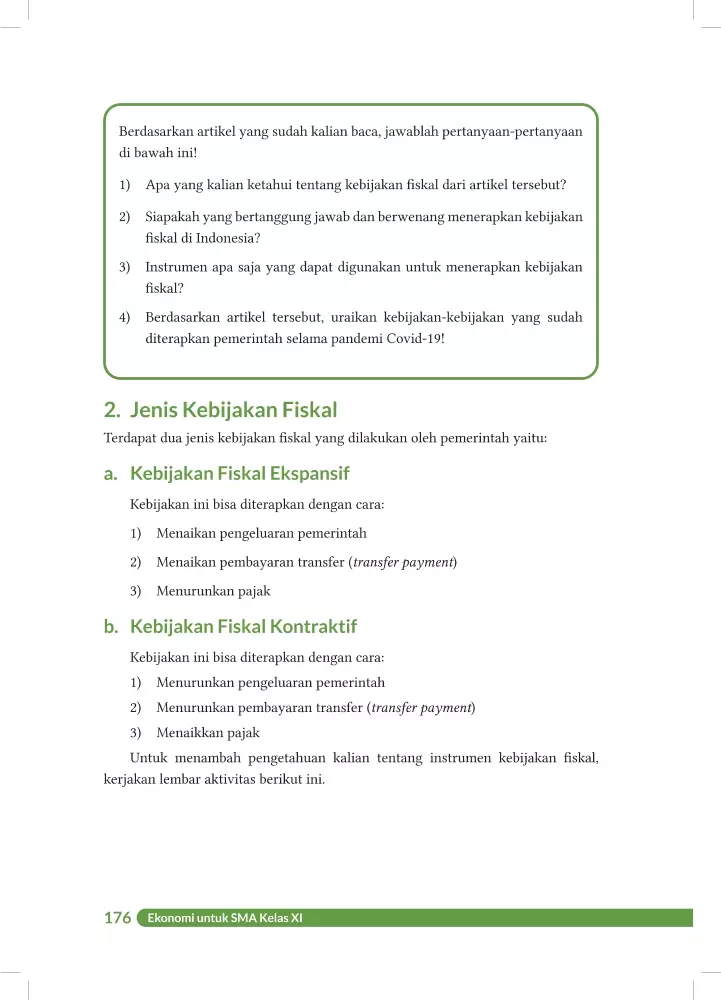 Berdasarkan artikel yang sudah kalian baca, jawablah pertanyaan-pertanyaan
di bawah ini!
1) Apa yang kalian ketahui tentang kebijakan fiskal dari artikel tersebut?
2) Siapakah yang bertanggung jawab dan berwenang menerapkan kebijakan
fiskal di Indonesia?
3) Instrumen apa saja yang dapat digunakan untuk menerapkan kebijakan
fiskal?
4) Berdasarkan artikel tersebut, uraikan kebijakan-kebijakan yang sudah
diterapkan pemerintah selama pandemi Covid-19!
2. Jenis Kebijakan Fiskal
Terdapat dua jenis kebijakan fiskal yang dilakukan oleh pemerintah yaitu:
a. Kebijakan Fiskal Ekspansif
Kebijakan ini bisa diterapkan dengan cara:
1) Menaikan pengeluaran pemerintah
2) Menaikan pembayaran transfer (transfer payment)
3) Menurunkan pajak
b. Kebijakan Fiskal Kontraktif
Kebijakan ini bisa diterapkan dengan cara:
1) Menurunkan pengeluaran pemerintah
2) Menurunkan pembayaran transfer (transfer payment)
3) Menaikkan pajak
Untuk menambah pengetahuan kalian tentang instrumen kebijakan fiskal,
kerjakan lembar aktivitas berikut ini.
176 Ekonomi untuk SMA Kelas XI